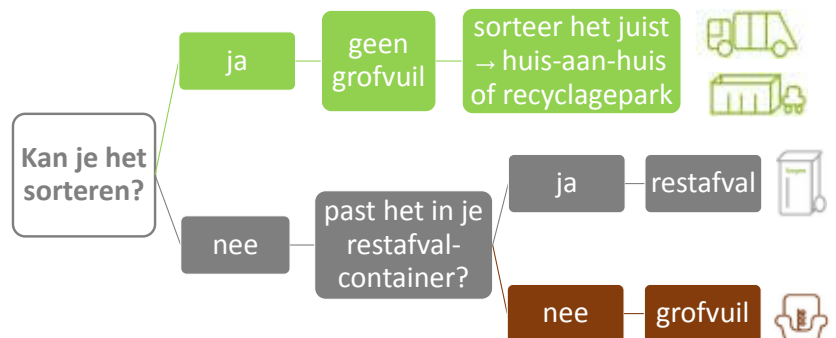 Kan je het
sorteren?
ja
geen
grofvuil
sorteer het juist
→ huis-aan-huis
of recyclagepark
nee
past het in je
restafval-
container?
ja
restafval
nee
grofvuil